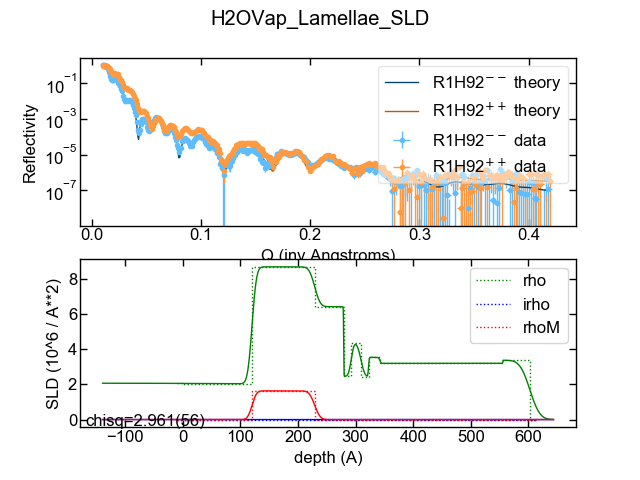 H2OVap_Lamellae_SLD
Reflectivity
10⁻¹
10⁻³
10⁻⁵
10⁻⁷
R1H92⁻⁻ theory
R1H92⁺⁺ theory
R1H92⁻⁻ data
R1H92⁺⁺ data
0.0 0.1 0.2 0.3 0.4
Q (inv Angstroms)
SLD (10^6 / A**2)
8
6
4
2
0
rho
irho
rhoM
chisq=2.961(56)
−100 0 100 200 300 400 500 600
depth (A)